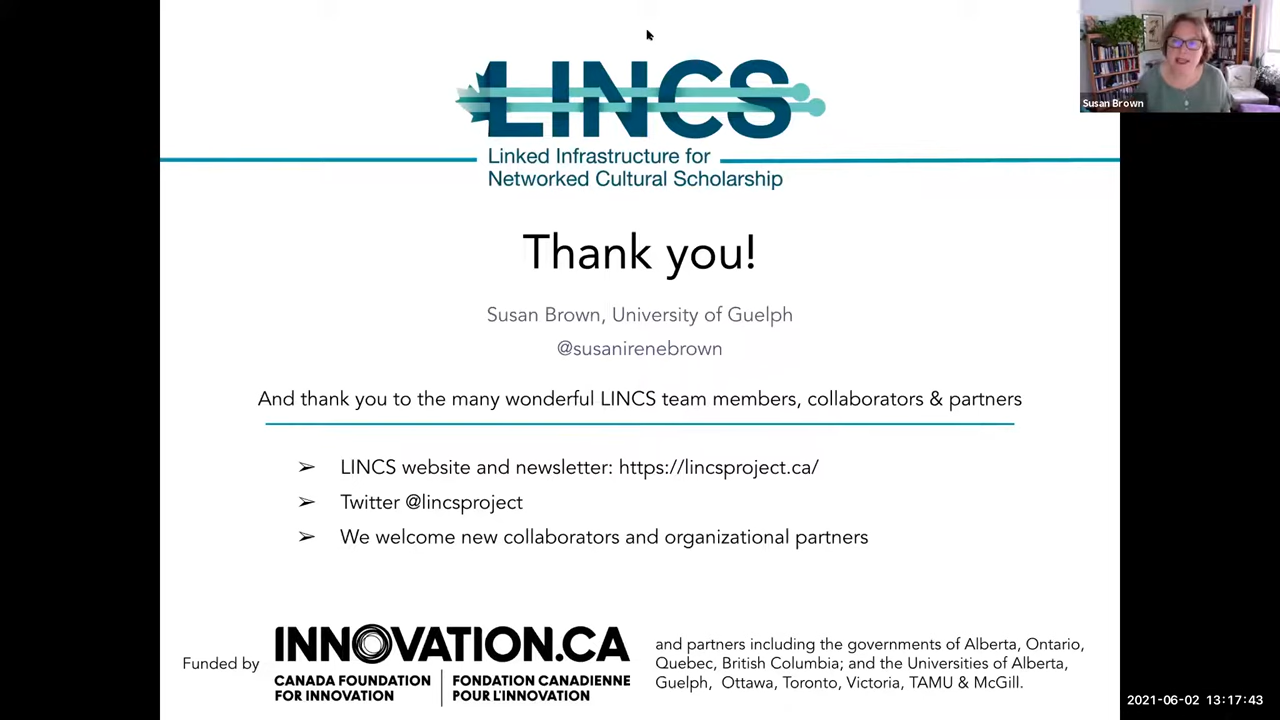 LINCS
Susan Brown
Linked Infrastructure for
Networked Cultural Scholarship
Thank you!
Susan Brown, University of Guelph
@susanirenebrown
And thank you to the many wonderful LINCS team members, collaborators & partners
➢ LINCS website and newsletter: https://lincsproject.ca/
➢ Twitter @lincsproject
➢ We welcome new collaborators and organizational partners
Funded by
INNOVATION.CA
CANADA FOUNDATION
FOR INNOVATION
FONDATION CANADIENNE
POUR L'INNOVATION
and partners including the governments of Alberta, Ontario,
Quebec, British Columbia; and the Universities of Alberta,
Guelph, Ottawa, Toronto, Victoria, TAMU & McGill.
2021-06-02 13:17:43